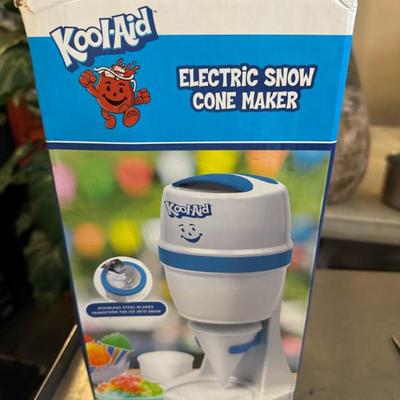 Kool-Aid
ELECTRIC SNOW
CONE MAKER
Kool-Aid
STAINLESS STEEL BLADES
TRANSFORM THE ICE INTO SNOW